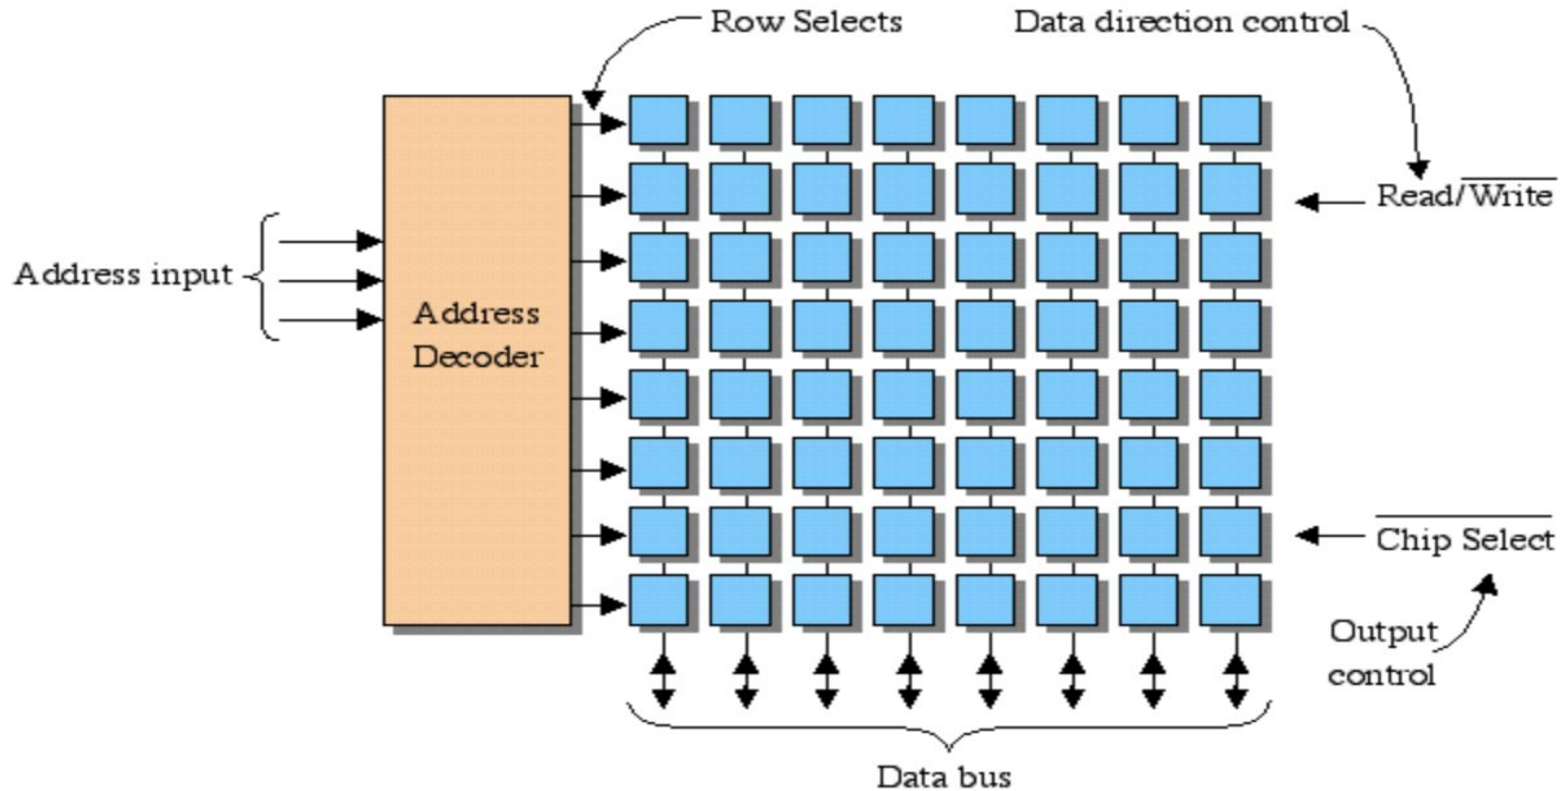 Row Selects
Data direction control
Read/Write
Address input
Address
Decoder
Chip Select
Output
control
Data bus